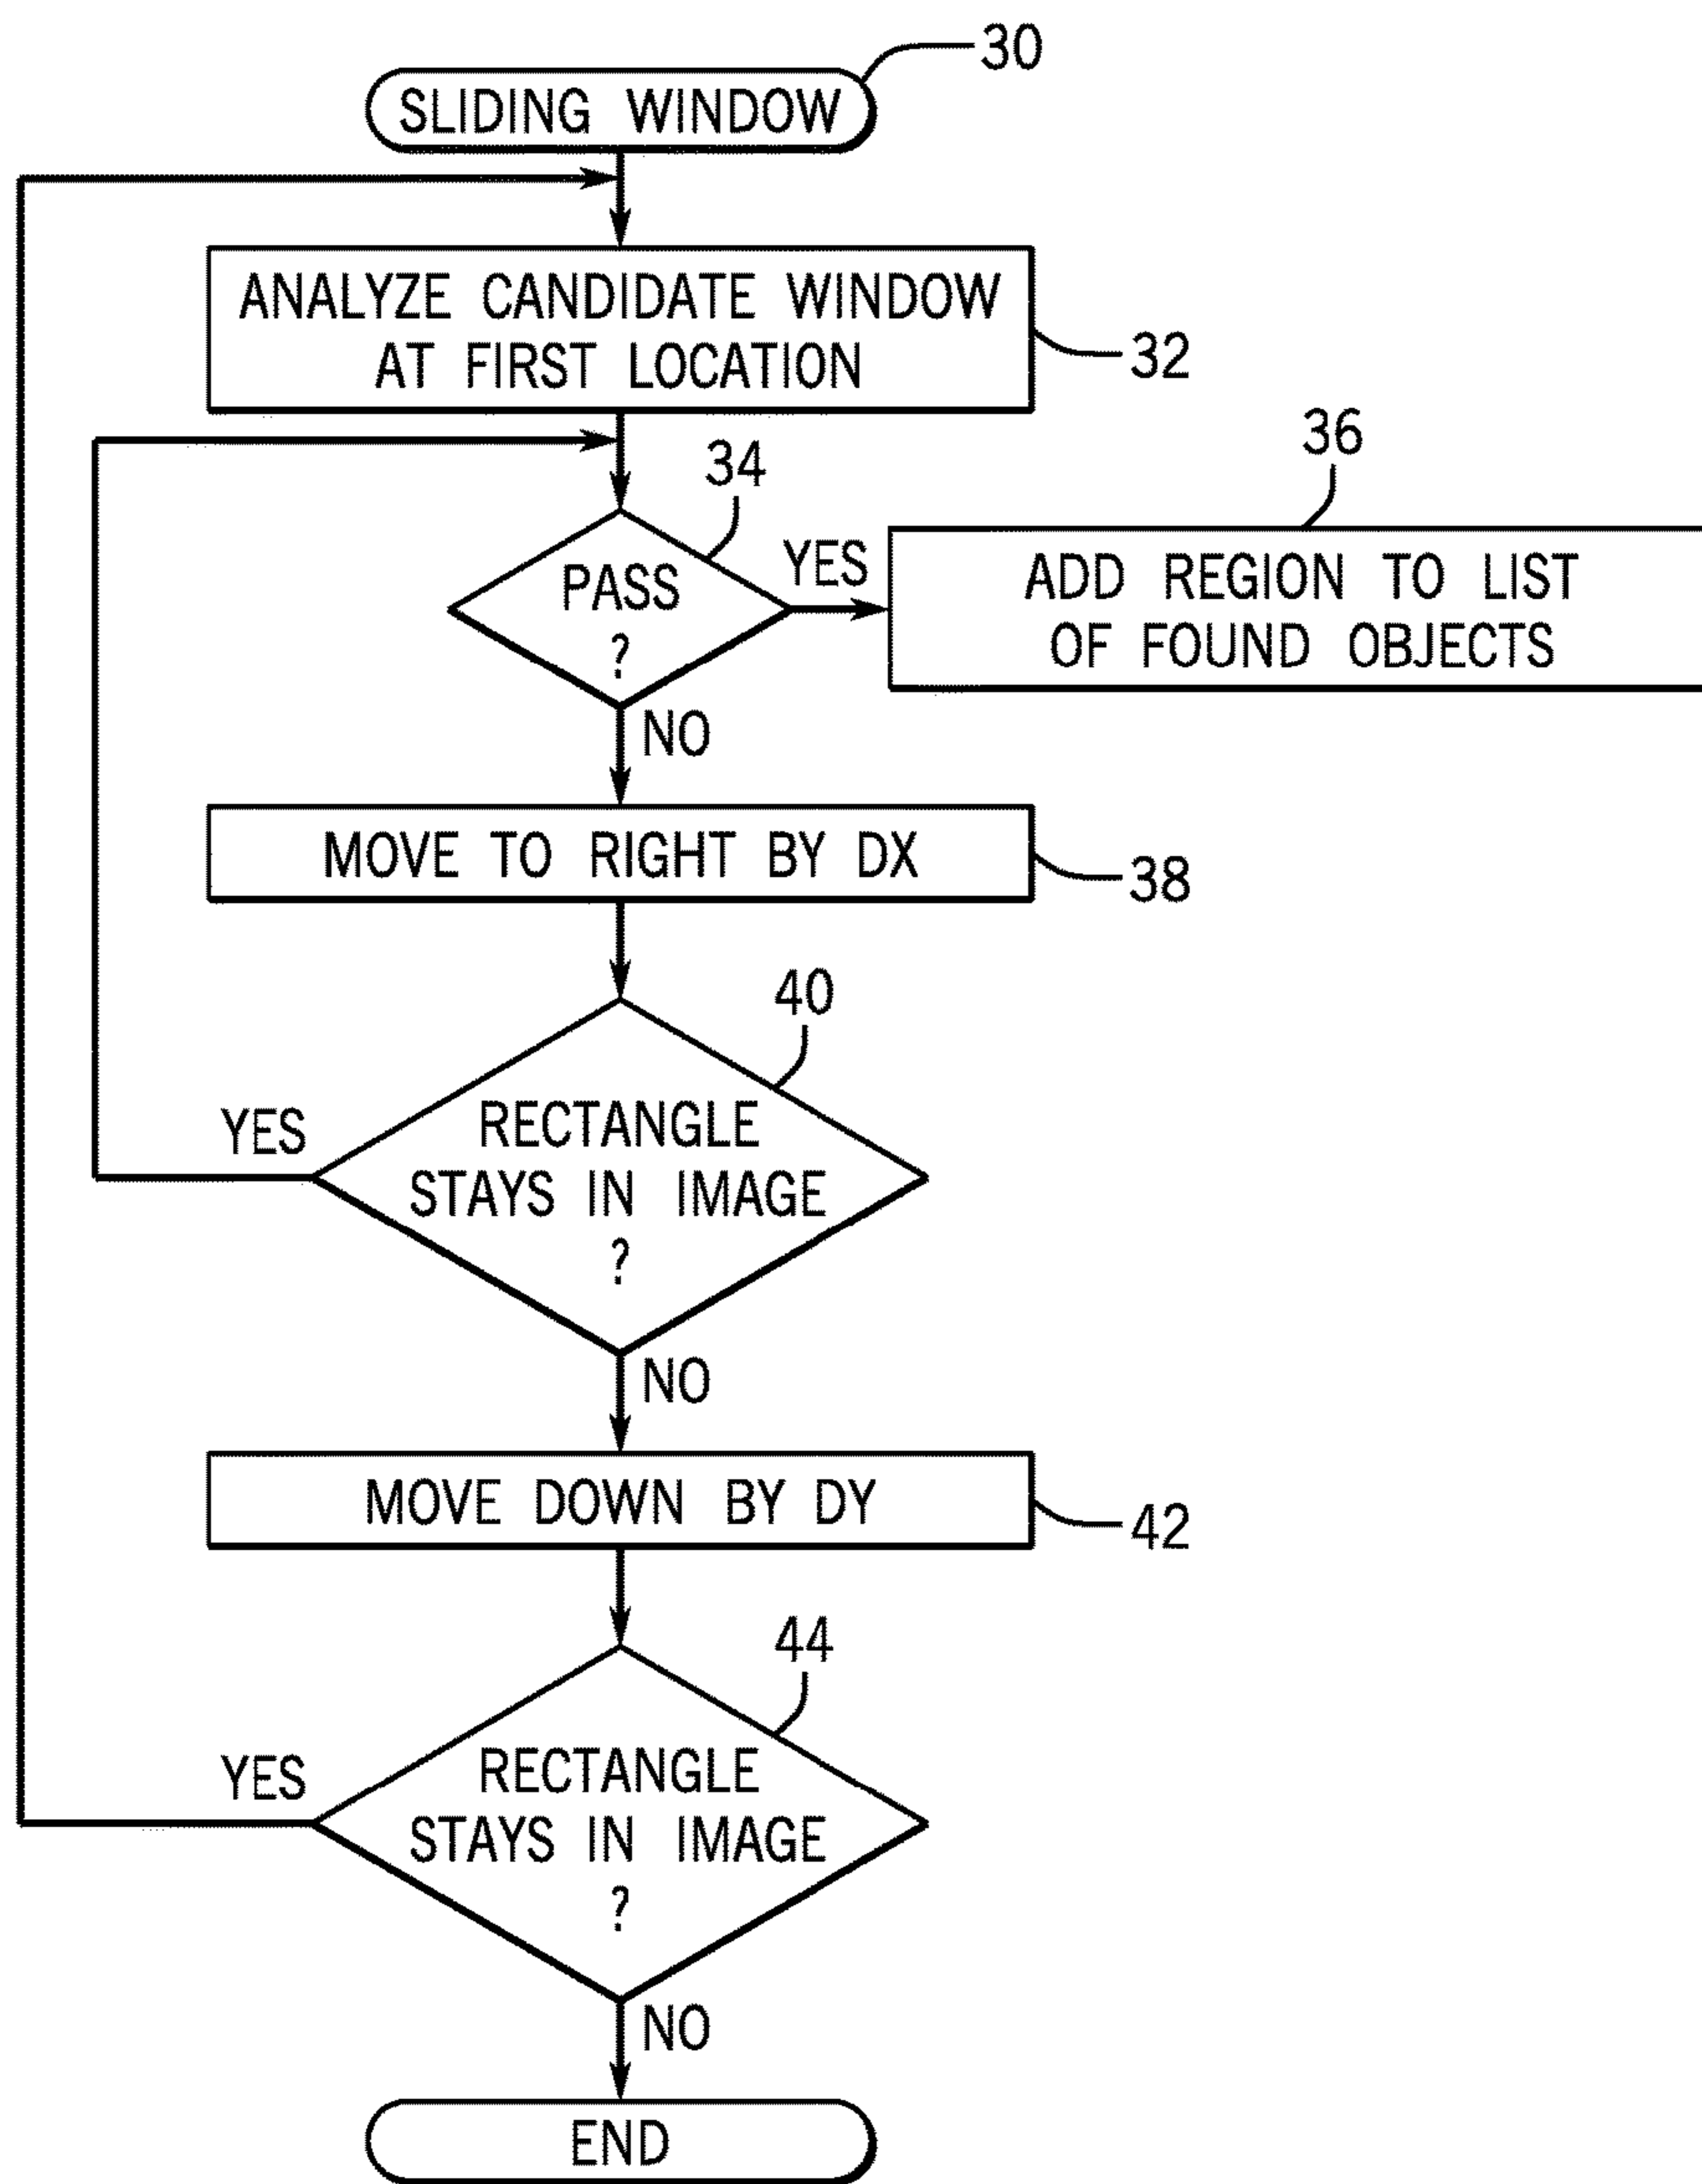 30
SLIDING WINDOW
ANALYZE CANDIDATE WINDOW
AT FIRST LOCATION
32
34
36
PASS
?
YES
ADD REGION TO LIST
OF FOUND OBJECTS
NO
MOVE TO RIGHT BY DX
38
40
RECTANGLE
STAYS IN IMAGE
?
YES
NO
MOVE DOWN BY DY
42
44
RECTANGLE
STAYS IN IMAGE
?
YES
NO
END